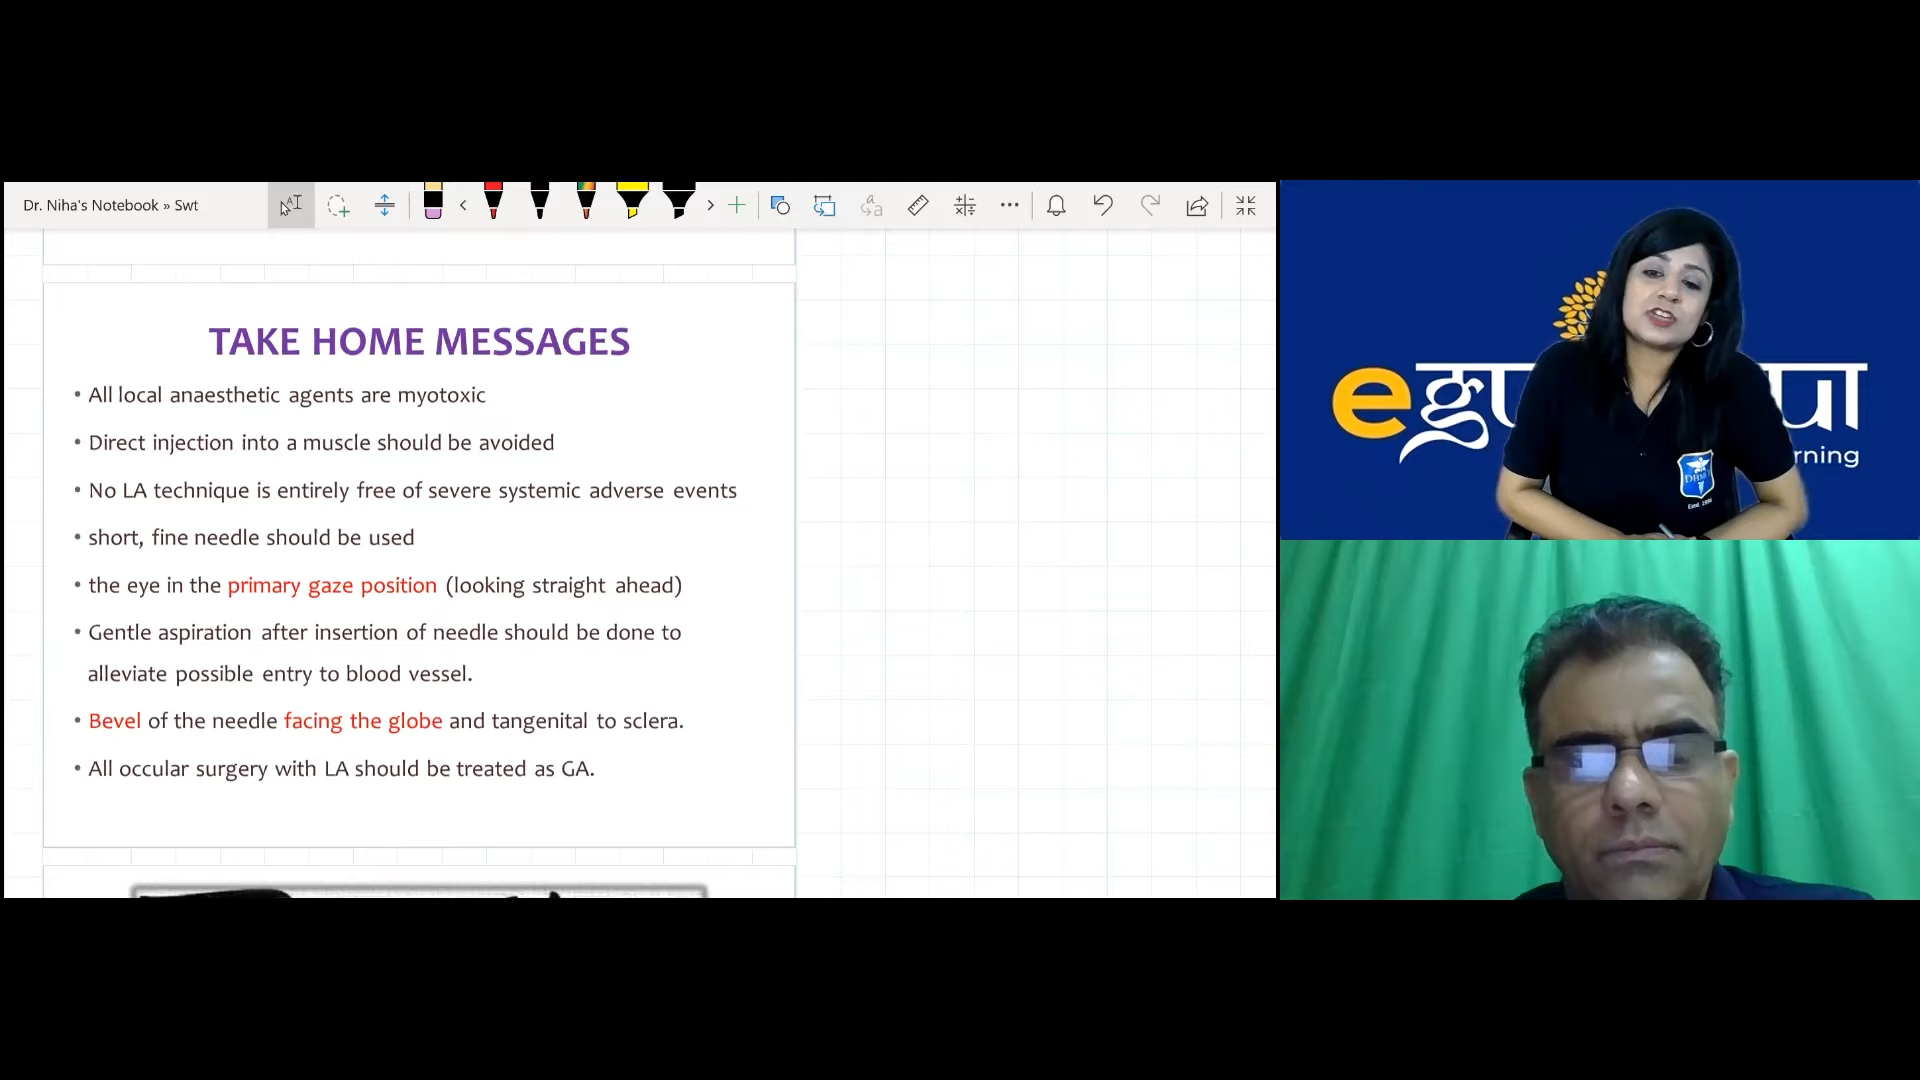 Dr. Niha's Notebook » Swt
TAKE HOME MESSAGES
• All local anaesthetic agents are myotoxic
• Direct injection into a muscle should be avoided
• No LA technique is entirely free of severe systemic adverse events
• short, fine needle should be used
• the eye in the primary gaze position (looking straight ahead)
• Gentle aspiration after insertion of needle should be done to
alleviate possible entry to blood vessel.
• Bevel of the needle facing the globe and tangenital to sclera.
• All occular surgery with LA should be treated as GA.